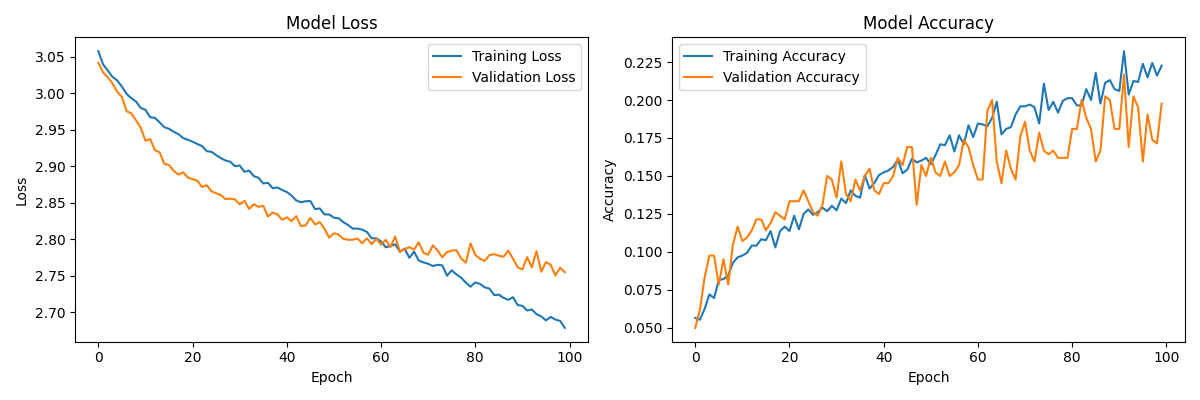 Model Loss
Training Loss
Validation Loss
3.05
3.00
2.95
2.90
2.85
2.80
2.75
2.70
Loss
0
20
40
60
80
100
Epoch
Model Accuracy
Training Accuracy
Validation Accuracy
0.225
0.200
0.175
0.150
0.125
0.100
0.075
0.050
Accuracy
0
20
40
60
80
100
Epoch